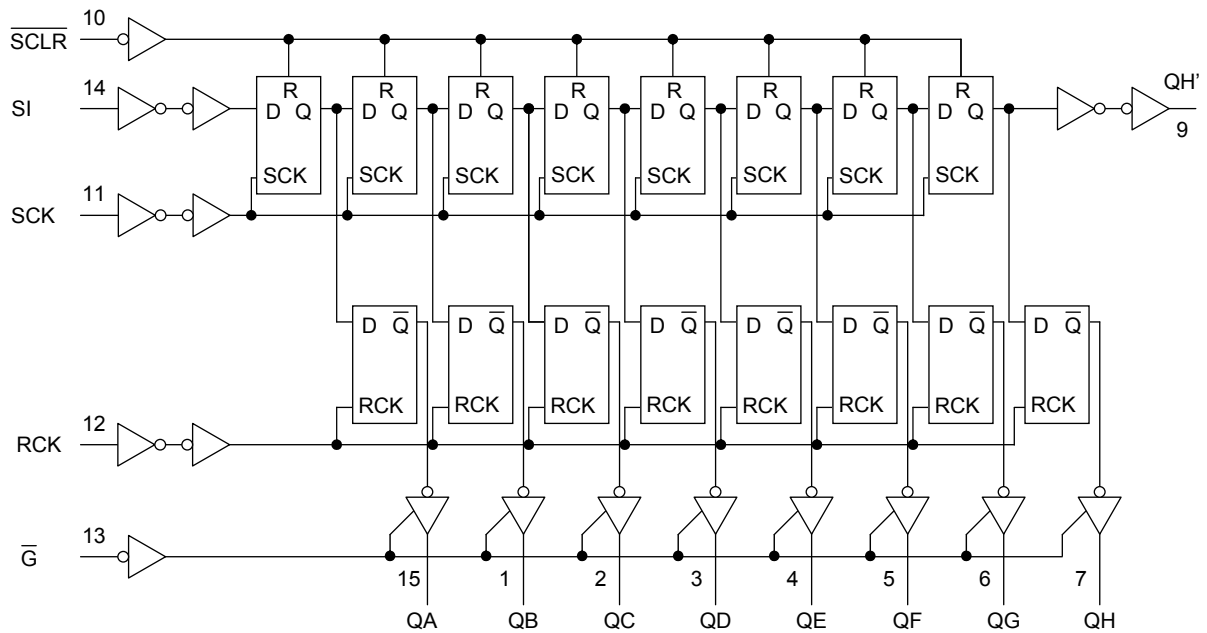 10
S̅C̅L̅R̅
14
SI
QH’
9
R R R R R R R R
D Q D Q D Q D Q D Q D Q D Q D Q
SCK SCK SCK SCK SCK SCK SCK SCK
11
SCK
D Q̅ D Q̅ D Q̅ D Q̅ D Q̅ D Q̅ D Q̅ D Q̅
RCK RCK RCK RCK RCK RCK RCK RCK
12
RCK
13
G̅
15 1 2 3 4 5 6 7
QA QB QC QD QE QF QG QH